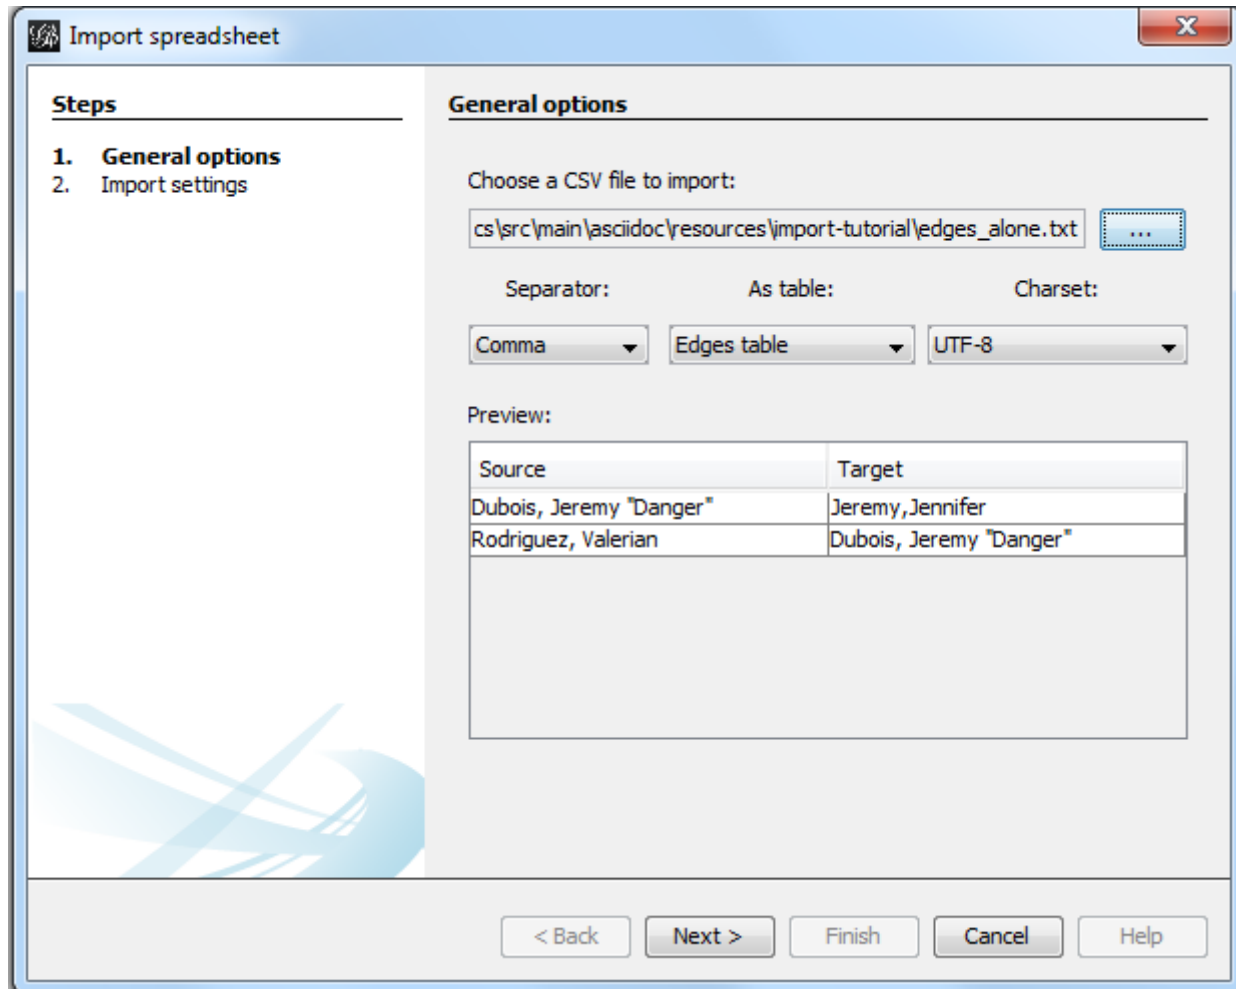 Import spreadsheet
Steps
1. General options
2. Import settings
General options
Choose a CSV file to import:
cs\src\main\asciidoc\resources\import-tutorial\edges_alone.txt ...
Separator: As table: Charset:
Comma Edges table UTF-8
Preview:
Source Target
Dubois, Jeremy "Danger" Jeremy,Jennifer
Rodriguez, Valerian Dubois, Jeremy "Danger"
< Back Next > Finish Cancel Help